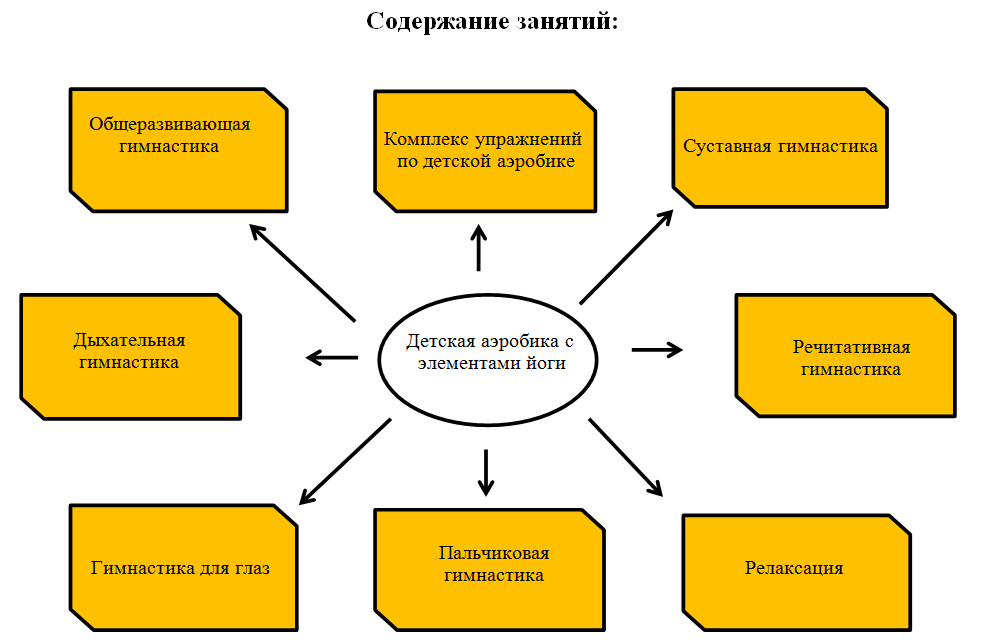 Содержание занятий:
Общеразвивающая
гимнастика
Комплекс упражнений
по детской аэробике
Суставная гимнастика
Дыхательная
гимнастика
Детская аэробика с
элементами йоги
Речитативная
гимнастика
Гимнастика для глаз
Пальчиковая
гимнастика
Релаксация